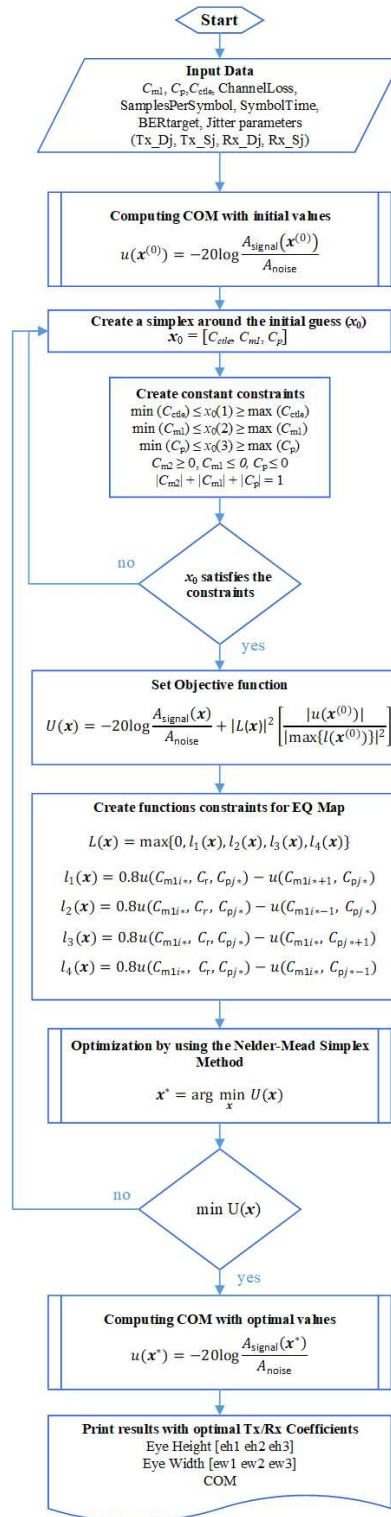 Start
Input Data
C_m1, C_p,C_ctle, ChannelLoss,
SamplesPerSymbol, SymbolTime,
BERtarget, Jitter parameters
(Tx_Dj, Tx_Sj, Rx_Dj, Rx_Sj)
Computing COM with initial values
u(x^(0)) = −20log A_signal(x^(0)) / A_noise
Create a simplex around the initial guess (x_0)
x_0 = [C_ctle, C_m1, C_p]
Create constant constraints
min (C_ctle) ≤ x_0(1) ≥ max (C_ctle)
min (C_m1) ≤ x_0(2) ≥ max (C_m1)
min (C_p) ≤ x_0(3) ≥ max (C_p)
C_m2 ≥ 0, C_m1 ≤ 0, C_p ≤ 0
|C_m2| + |C_m1| + |C_p| = 1
no
x_0 satisfies the
constraints
yes
Set Objective function
U(x) = −20log A_signal(x) / A_noise + |L(x)|^2 [ |u(x^(0))| / |max{l(x^(0))}|^2 ]
Create functions constraints for EQ Map
L(x) = max{0, l_1(x), l_2(x), l_3(x), l_4(x)}
l_1(x) = 0.8u(C_m1i*, C_r, C_pj*) − u(C_m1i*+1, C_pj*)
l_2(x) = 0.8u(C_m1i*, C_r, C_pj*) − u(C_m1i*−1, C_pj*)
l_3(x) = 0.8u(C_m1i*, C_r, C_pj*) − u(C_m1i*, C_pj*+1)
l_4(x) = 0.8u(C_m1i*, C_r, C_pj*) − u(C_m1i*, C_pj*−1)
Optimization by using the Nelder-Mead Simplex
Method
x* = arg min_x U(x)
no
min U(x)
yes
Computing COM with optimal values
u(x*) = −20log A_signal(x*) / A_noise
Print results with optimal Tx/Rx Coefficients
Eye Height [eh1 eh2 eh3]
Eye Width [ew1 ew2 ew3]
COM